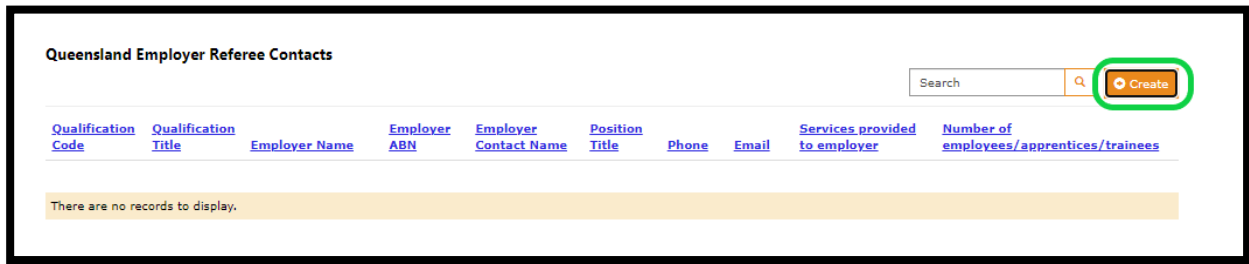 Queensland Employer Referee Contacts
Search
Create
Qualification Code
Qualification Title
Employer Name
Employer ABN
Employer Contact Name
Position Title
Phone
Email
Services provided to employer
Number of employees/apprentices/trainees
There are no records to display.